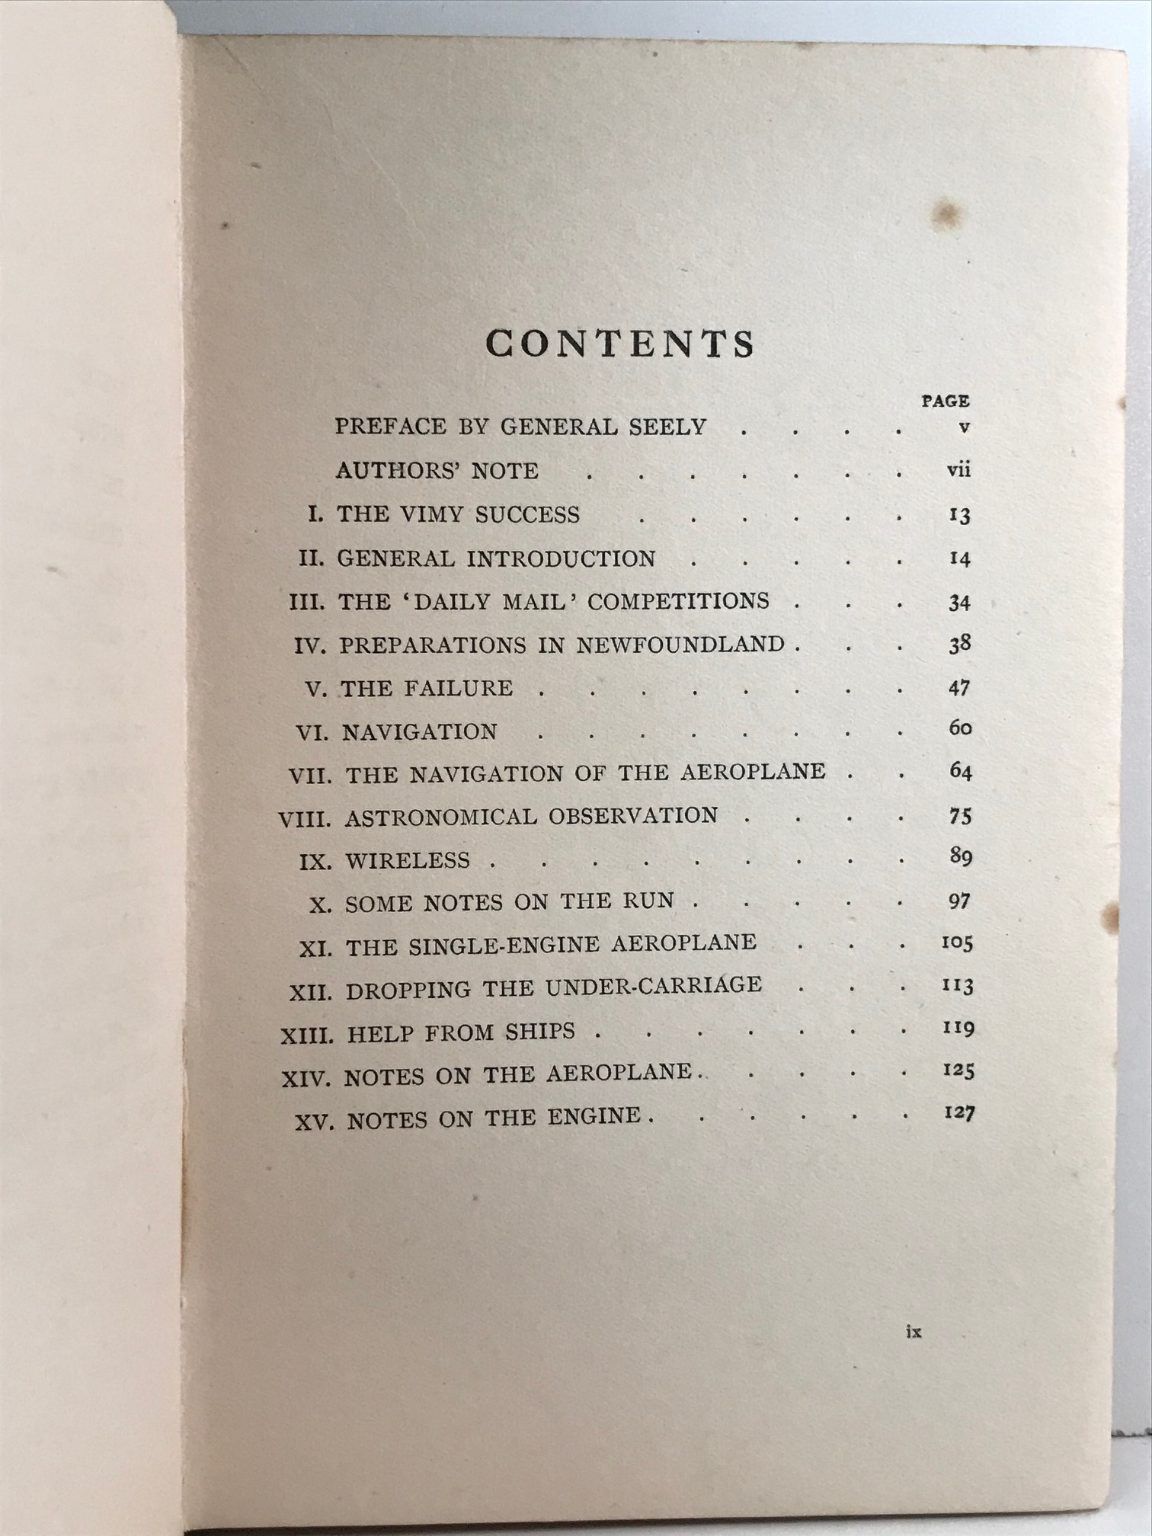 CONTENTS
PAGE
PREFACE BY GENERAL SEELY . . . . v
AUTHORS' NOTE . . . . . . . vii
I. THE VIMY SUCCESS . . . . . . 13
II. GENERAL INTRODUCTION . . . . . 14
III. THE 'DAILY MAIL' COMPETITIONS . . . 34
IV. PREPARATIONS IN NEWFOUNDLAND . . . 38
V. THE FAILURE . . . . . . . . 47
VI. NAVIGATION . . . . . . . . 60
VII. THE NAVIGATION OF THE AEROPLANE . . 64
VIII. ASTRONOMICAL OBSERVATION . . . . 75
IX. WIRELESS . . . . . . . . . 89
X. SOME NOTES ON THE RUN . . . . . 97
XI. THE SINGLE-ENGINE AEROPLANE . . . 105
XII. DROPPING THE UNDER-CARRIAGE . . . 113
XIII. HELP FROM SHIPS . . . . . . . 119
XIV. NOTES ON THE AEROPLANE . . . . . 125
XV. NOTES ON THE ENGINE . . . . . . 127
ix